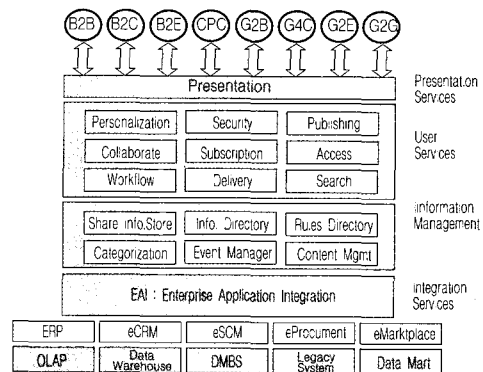 B2B B2C B2E CPC G2B G4C G2E G2G
Presentation
Presentation
Services
Personalization Security Publishing
Collaborate Subscription Access
Workflow Delivery Search
User
Services
Share Info.Store Info. Directory Rules Directory
Categorization Event Manager Content Mgmt
Information
Management
EAI : Enterprise Application Integration
Integration
Services
ERP eCRM eSCM eProcument eMarktplace
OLAP Data Warehouse DMBS Legacy System Data Mart